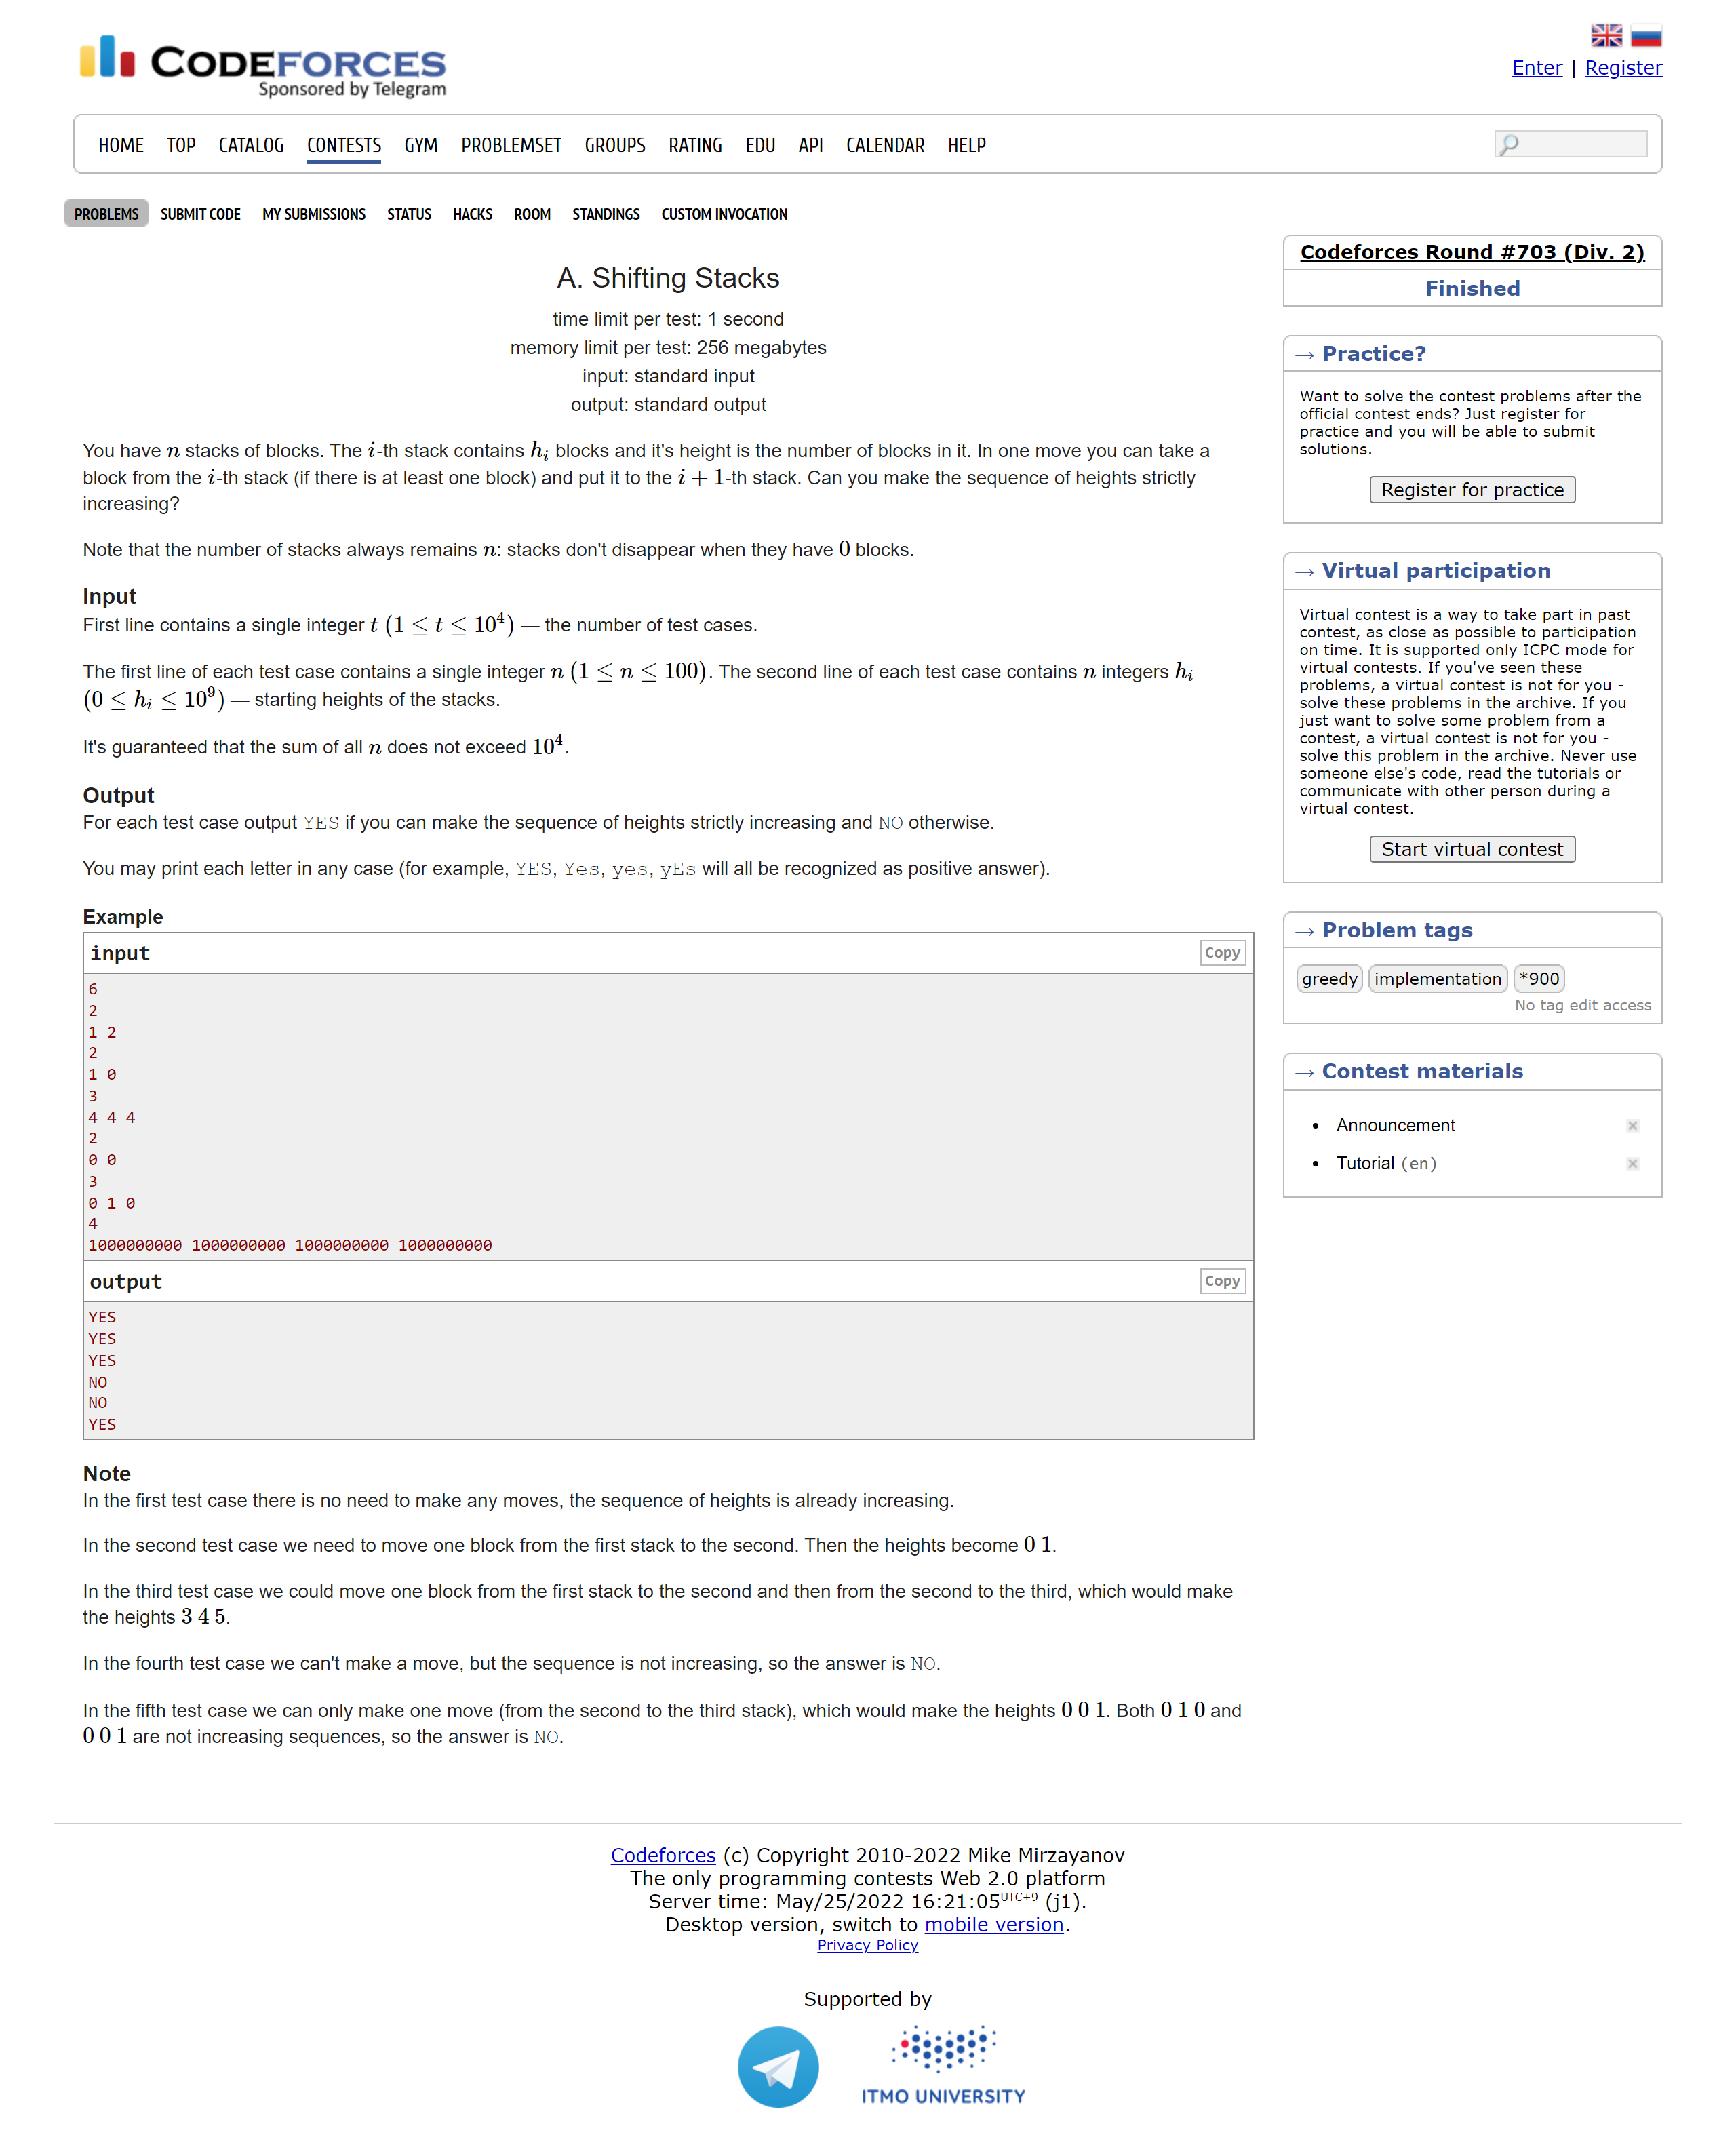 CODEFORCES
Sponsored by Telegram
Enter | Register
HOME TOP CATALOG CONTESTS GYM PROBLEMSET GROUPS RATING EDU API CALENDAR HELP
PROBLEMS SUBMIT CODE MY SUBMISSIONS STATUS HACKS ROOM STANDINGS CUSTOM INVOCATION
A. Shifting Stacks
time limit per test: 1 second
memory limit per test: 256 megabytes
input: standard input
output: standard output
You have n stacks of blocks. The i-th stack contains h_i blocks and it's height is the number of blocks in it. In one move you can take a
block from the i-th stack (if there is at least one block) and put it to the i + 1-th stack. Can you make the sequence of heights strictly
increasing?
Note that the number of stacks always remains n: stacks don't disappear when they have 0 blocks.
Input
First line contains a single integer t (1 ≤ t ≤ 10^4) — the number of test cases.
The first line of each test case contains a single integer n (1 ≤ n ≤ 100). The second line of each test case contains n integers h_i
(0 ≤ h_i ≤ 10^9) — starting heights of the stacks.
It's guaranteed that the sum of all n does not exceed 10^4.
Output
For each test case output YES if you can make the sequence of heights strictly increasing and NO otherwise.
You may print each letter in any case (for example, YES, Yes, yes, yEs will all be recognized as positive answer).
Example
input Copy
6
2
1 2
2
1 0
3
4 4 4
2
0 0
3
0 1 0
4
1000000000 1000000000 1000000000 1000000000
output Copy
YES
YES
YES
NO
NO
YES
Note
In the first test case there is no need to make any moves, the sequence of heights is already increasing.
In the second test case we need to move one block from the first stack to the second. Then the heights become 0 1.
In the third test case we could move one block from the first stack to the second and then from the second to the third, which would make
the heights 3 4 5.
In the fourth test case we can't make a move, but the sequence is not increasing, so the answer is NO.
In the fifth test case we can only make one move (from the second to the third stack), which would make the heights 0 0 1. Both 0 1 0 and
0 0 1 are not increasing sequences, so the answer is NO.
Codeforces Round #703 (Div. 2)
Finished
→ Practice?
Want to solve the contest problems after the
official contest ends? Just register for
practice and you will be able to submit
solutions.
Register for practice
→ Virtual participation
Virtual contest is a way to take part in past
contest, as close as possible to participation
on time. It is supported only ICPC mode for
virtual contests. If you've seen these
problems, a virtual contest is not for you -
solve these problems in the archive. If you
just want to solve some problem from a
contest, a virtual contest is not for you -
solve this problem in the archive. Never use
someone else's code, read the tutorials or
communicate with other person during a
virtual contest.
Start virtual contest
→ Problem tags
greedy implementation *900
No tag edit access
→ Contest materials
• Announcement
• Tutorial (en)
Codeforces (c) Copyright 2010-2022 Mike Mirzayanov
The only programming contests Web 2.0 platform
Server time: May/25/2022 16:21:05 UTC+9 (j1).
Desktop version, switch to mobile version.
Privacy Policy
Supported by
ITMO UNIVERSITY